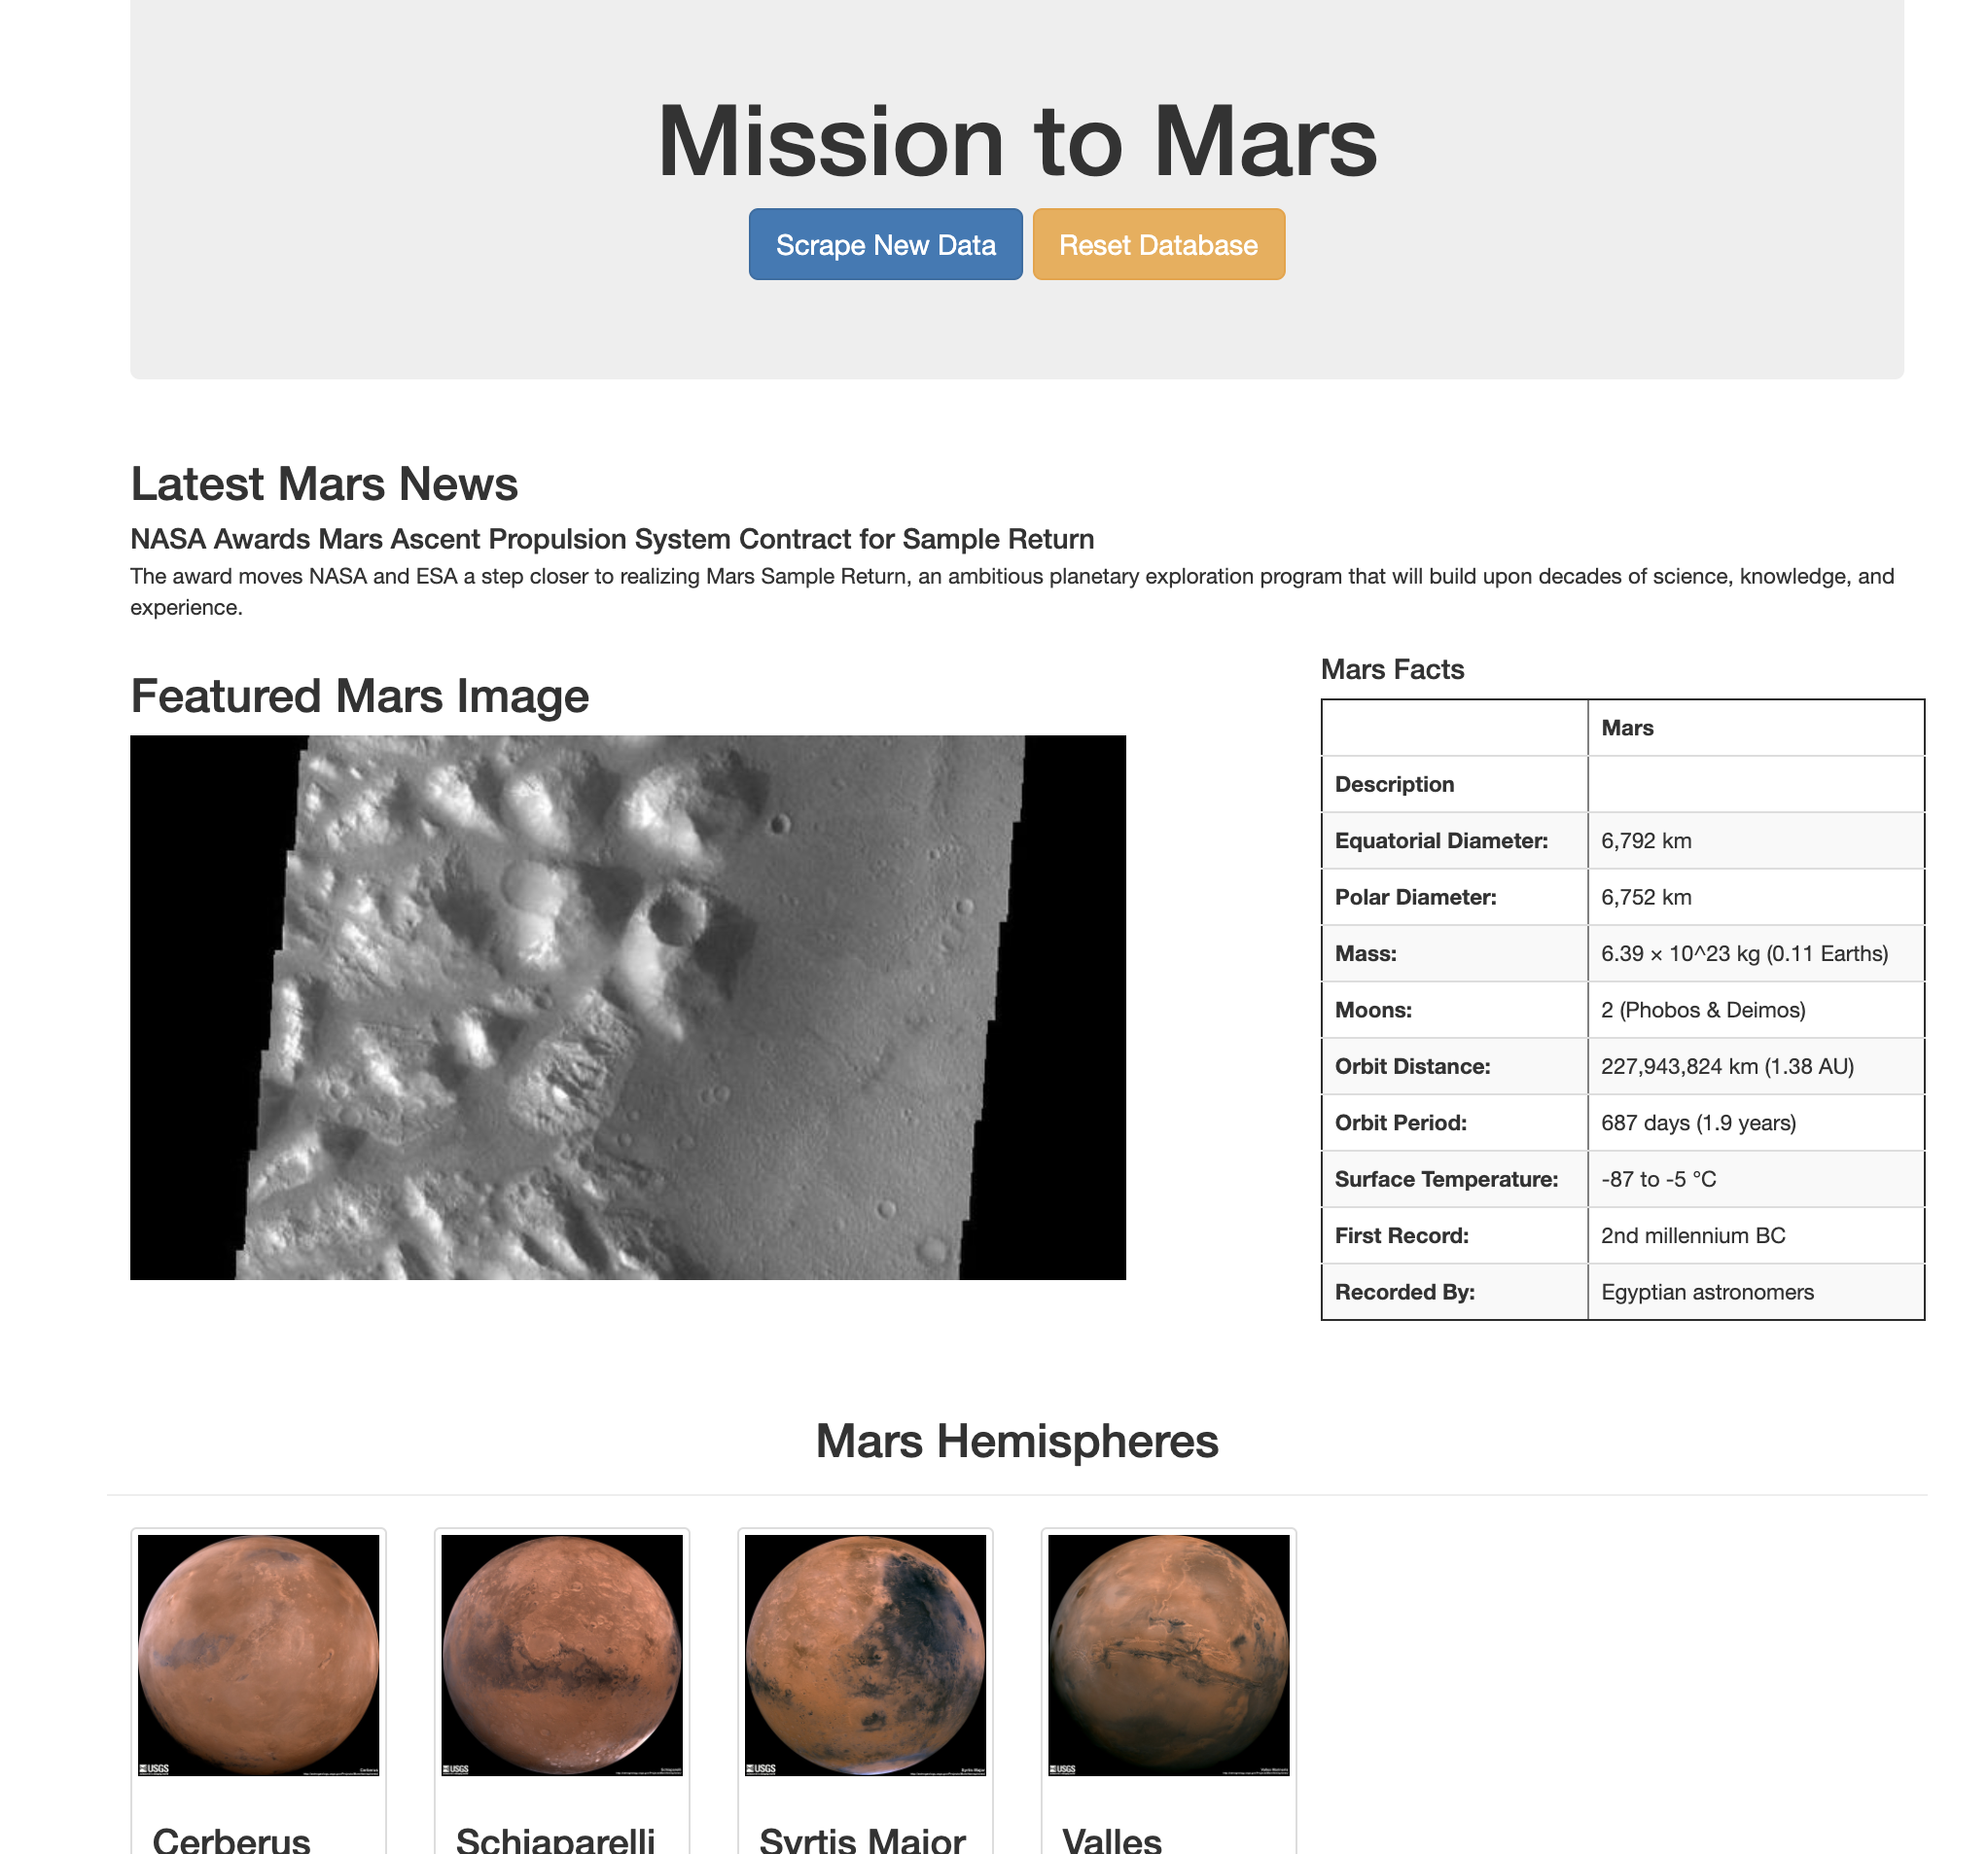 Mission to Mars
Scrape New Data Reset Database
Latest Mars News
NASA Awards Mars Ascent Propulsion System Contract for Sample Return
The award moves NASA and ESA a step closer to realizing Mars Sample Return, an ambitious planetary exploration program that will build upon decades of science, knowledge, and
experience.
Featured Mars Image
Mars Facts
Mars
Description
Equatorial Diameter: 6,792 km
Polar Diameter: 6,752 km
Mass: 6.39 × 10^23 kg (0.11 Earths)
Moons: 2 (Phobos & Deimos)
Orbit Distance: 227,943,824 km (1.38 AU)
Orbit Period: 687 days (1.9 years)
Surface Temperature: -87 to -5 °C
First Record: 2nd millennium BC
Recorded By: Egyptian astronomers
Mars Hemispheres
USGS Cerberus
USGS Schiaparelli
USGS Syrtis Major
USGS
Cerberus
Schiaparelli
Syrtis Major
Valles